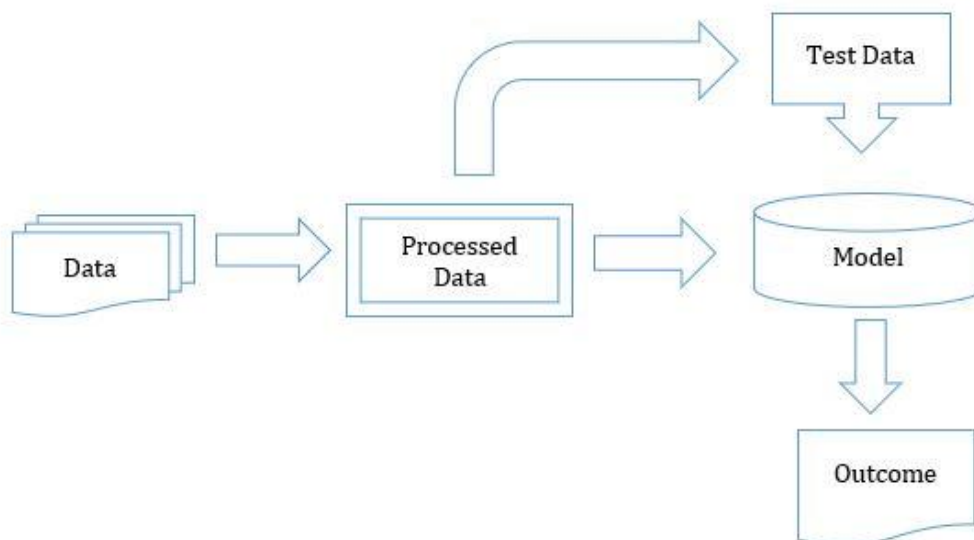 Test Data
Data
Processed
Data
Model
Outcome